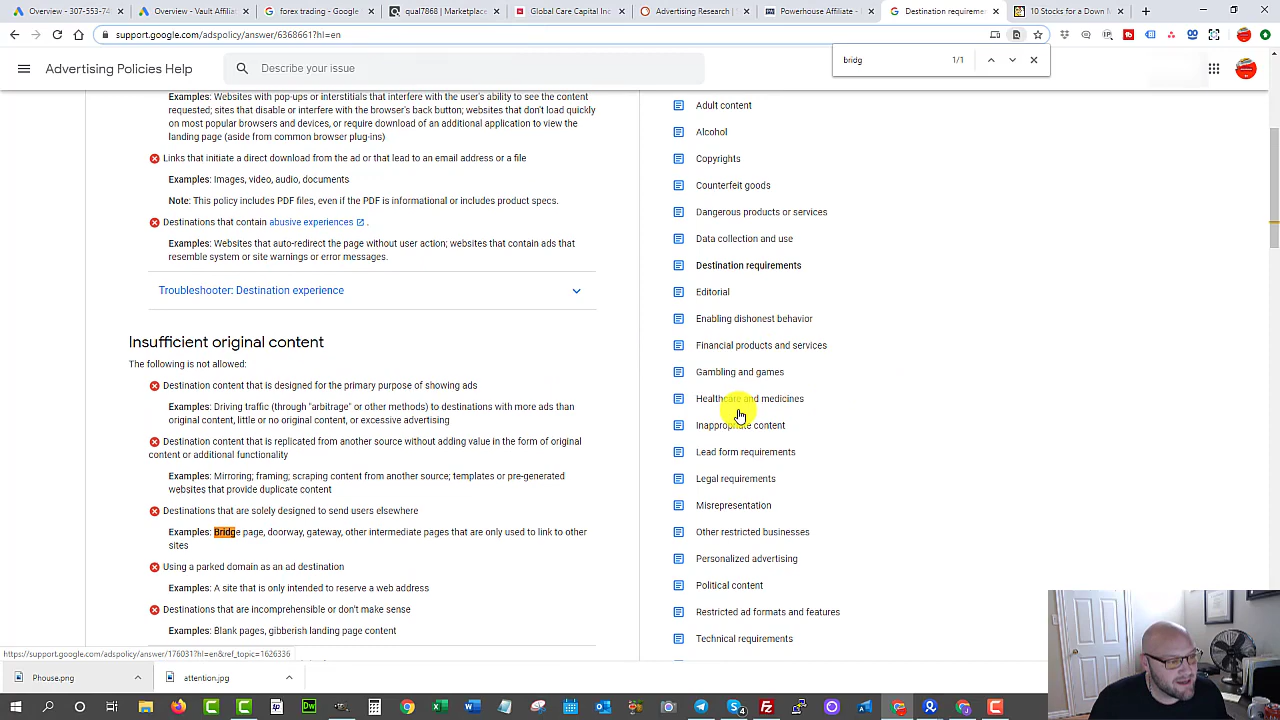 Overview - 307-553-74
Overview - Vault Affilia
forex trading - Google
qual7868 | Marketplace
Global Care Capital Inc
Advertising Research |
Powerhouse Affiliate -
Destination requireme
10 Stocks for a Down M
support.google.com/adspolicy/answer/6368661?hl=en
bridg 1/1
Advertising Policies Help
Describe your issue
Examples: Websites with pop-ups or interstitials that interfere with the user's ability to see the content
requested; sites that disable or interfere with the browser's back button; websites that don't load quickly
on most popular browsers and devices, or require download of an additional application to view the
landing page (aside from common browser plug-ins)
Links that initiate a direct download from the ad or that lead to an email address or a file
Examples: Images, video, audio, documents
Note: This policy includes PDF files, even if the PDF is informational or includes product specs.
Destinations that contain abusive experiences .
Examples: Websites that auto-redirect the page without user action; websites that contain ads that
resemble system or site warnings or error messages.
Troubleshooter: Destination experience
Insufficient original content
The following is not allowed:
Destination content that is designed for the primary purpose of showing ads
Examples: Driving traffic (through "arbitrage" or other methods) to destinations with more ads than
original content, little or no original content, or excessive advertising
Destination content that is replicated from another source without adding value in the form of original
content or additional functionality
Examples: Mirroring; framing; scraping content from another source; templates or pre-generated
websites that provide duplicate content
Destinations that are solely designed to send users elsewhere
Examples: Bridge page, doorway, gateway, other intermediate pages that are only used to link to other
sites
Using a parked domain as an ad destination
Examples: A site that is only intended to reserve a web address
Destinations that are incomprehensible or don't make sense
Examples: Blank pages, gibberish landing page content
Adult content
Alcohol
Copyrights
Counterfeit goods
Dangerous products or services
Data collection and use
Destination requirements
Editorial
Enabling dishonest behavior
Financial products and services
Gambling and games
Healthcare and medicines
Inappropriate content
Lead form requirements
Legal requirements
Misrepresentation
Other restricted businesses
Personalized advertising
Political content
Restricted ad formats and features
Technical requirements
https://support.google.com/adspolicy/answer/176031?hl=en&ref_topic=1626336
Phouse.png
attention.jpg